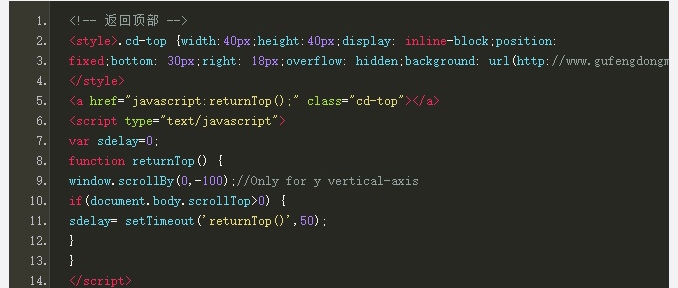 1. <!-- 返回顶部 -->
2. <style>.cd-top {width:40px;height:40px;display: inline-block;position:
3. fixed;bottom: 30px;right: 18px;overflow: hidden;background: url(http://www.gufengdongm
4. </style>
5. <a href="javascript:returnTop();" class="cd-top"></a>
6. <script type="text/javascript">
7. var sdelay=0;
8. function returnTop() {
9. window.scrollBy(0,-100);//Only for y vertical-axis
10. if(document.body.scrollTop>0) {
11. sdelay= setTimeout('returnTop()',50);
12. }
13. }
14. </script>